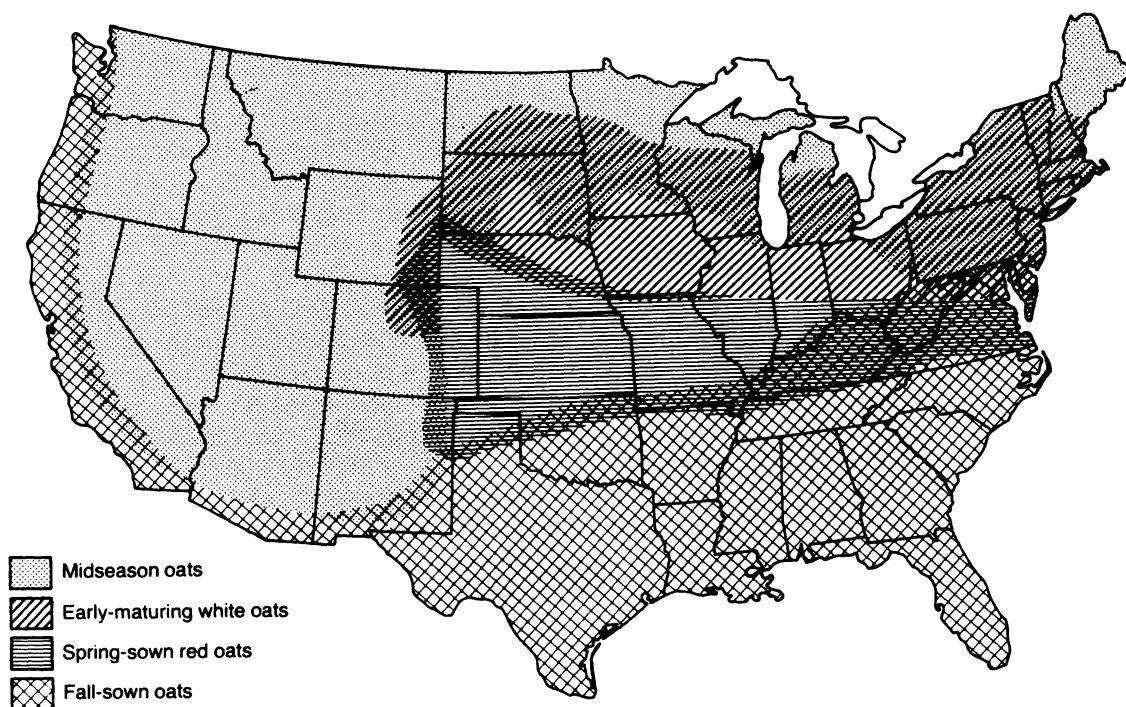 Midseason oats
Early-maturing white oats
Spring-sown red oats
Fall-sown oats